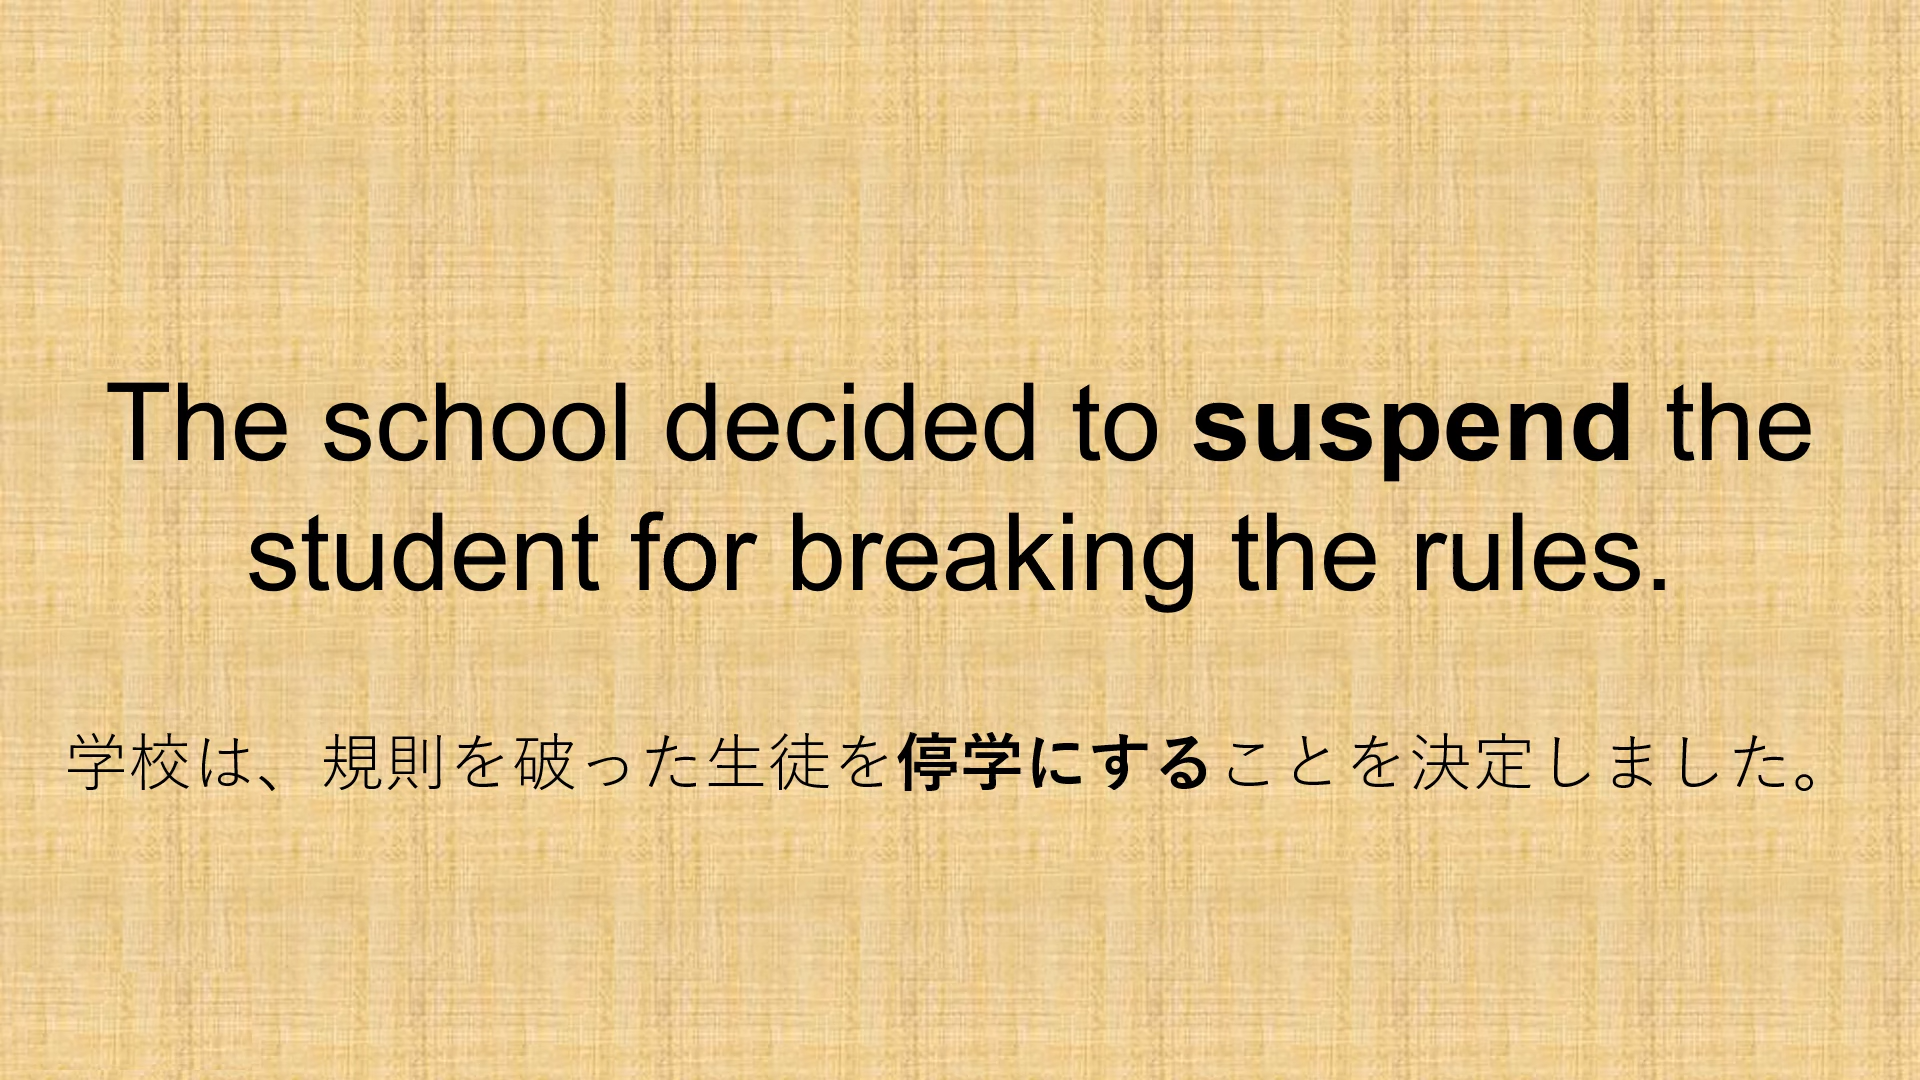 The school decided to suspend the
student for breaking the rules.
学校は、規則を破った生徒を停学にすることを決定しました。